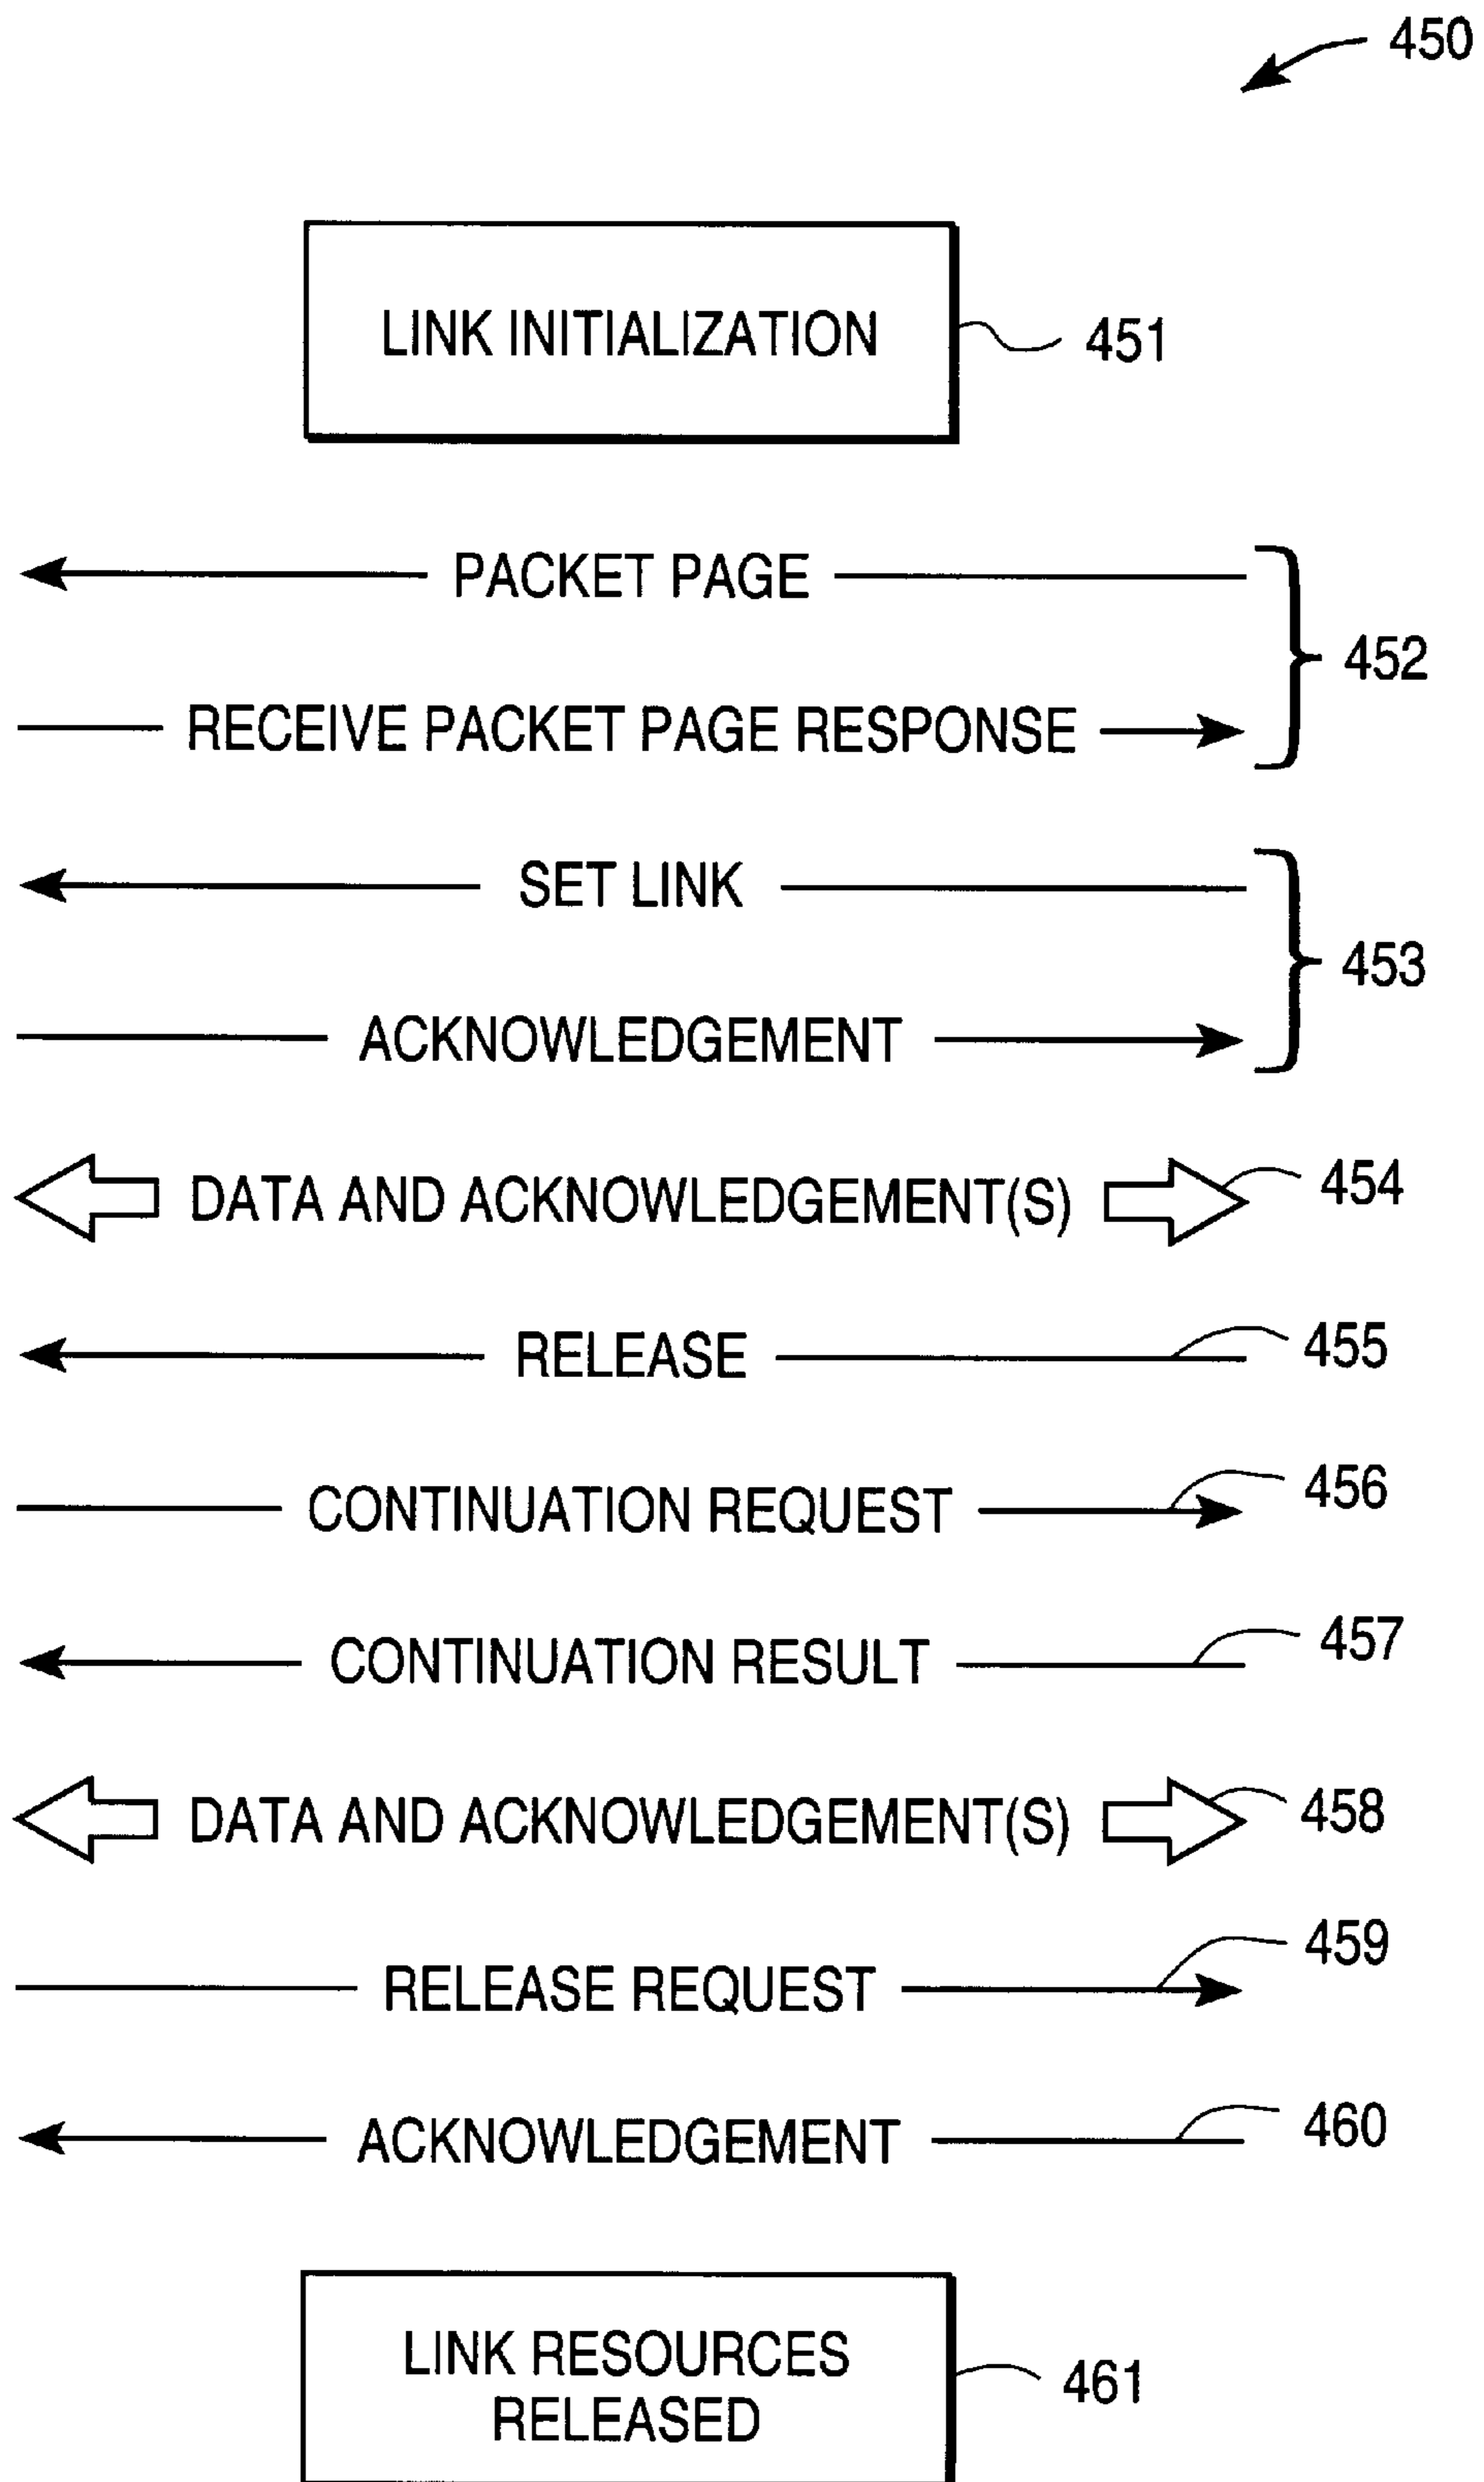 450
LINK INITIALIZATION
451
PACKET PAGE
452
RECEIVE PACKET PAGE RESPONSE
SET LINK
453
ACKNOWLEDGEMENT
DATA AND ACKNOWLEDGEMENT(S)
454
RELEASE
455
CONTINUATION REQUEST
456
CONTINUATION RESULT
457
DATA AND ACKNOWLEDGEMENT(S)
458
RELEASE REQUEST
459
ACKNOWLEDGEMENT
460
LINK RESOURCES
RELEASED
461